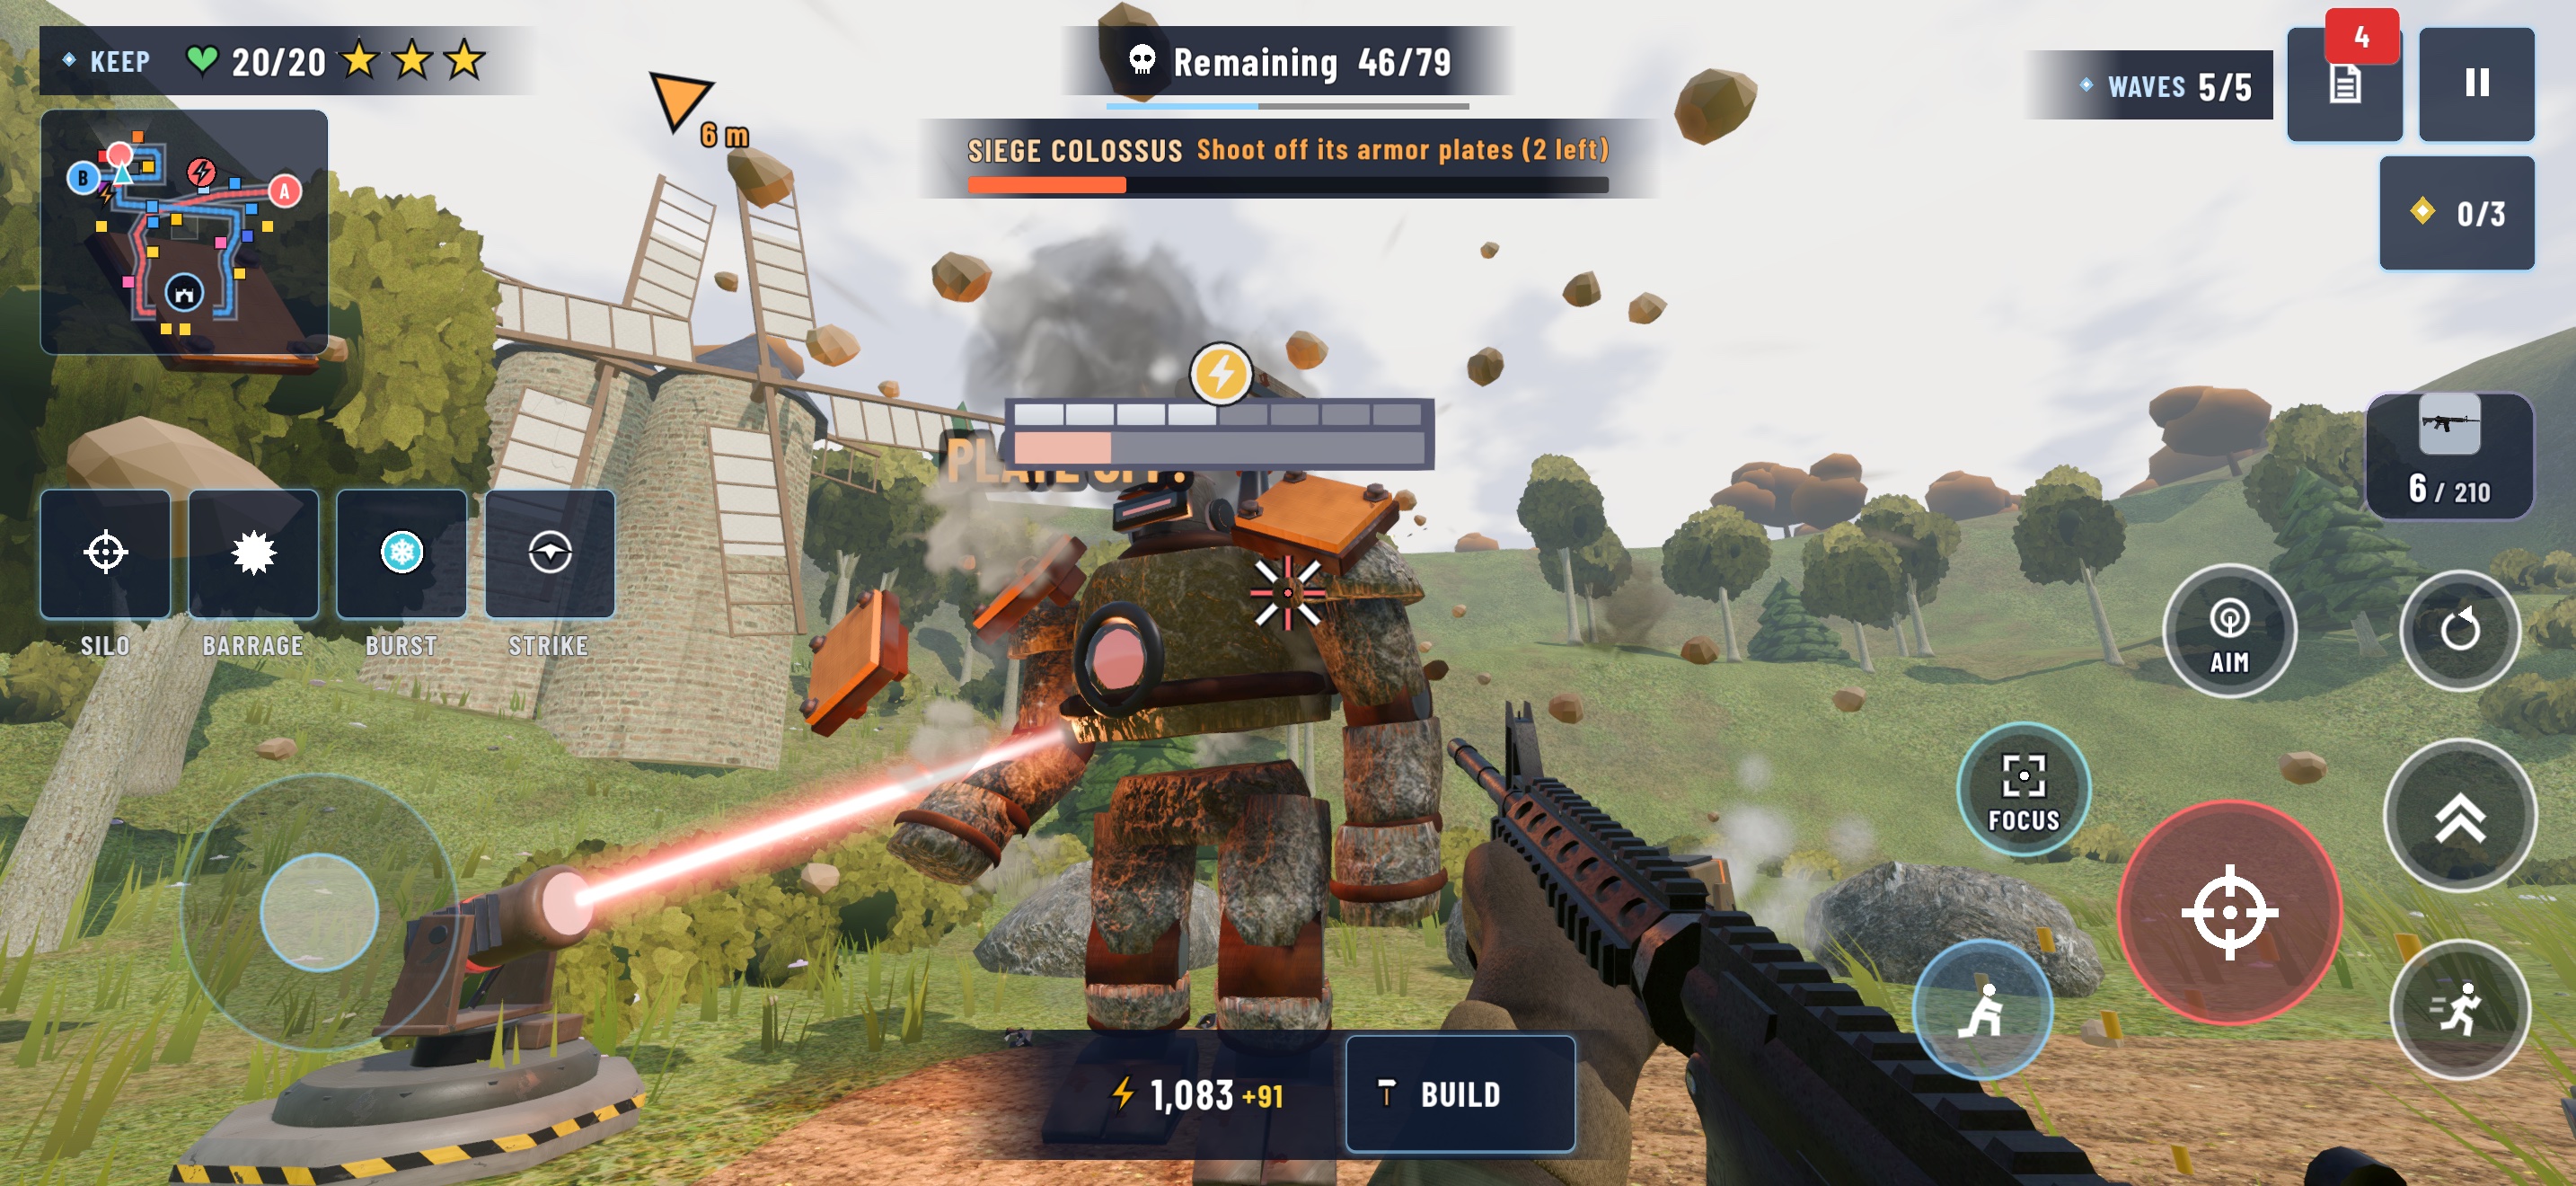 KEEP 20/20
Remaining 46/79
WAVES 5/5
4
6 m
SIEGE COLOSSUS Shoot off its armor plates (2 left)
0/3
B
A
6 / 210
SILO
BARRAGE
BURST
STRIKE
AIM
FOCUS
1,083 +91
BUILD